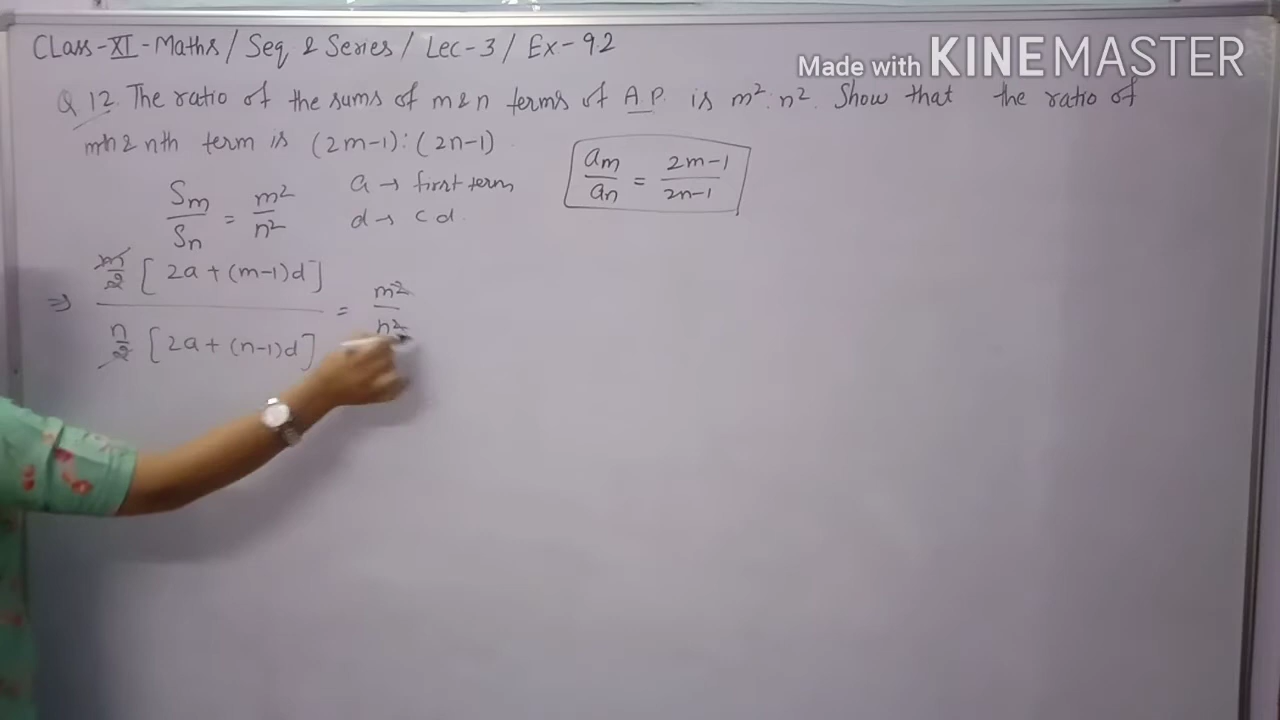 CLass-XI-Maths / Seq & Series / Lec-3 / Ex-9.2
Made with KINEMASTER
Q 12. The ratio of the sums of m & n terms of A.P. is m²:n². Show that the ratio of
mth & nth term is (2m-1):(2n-1)
Sm/Sn = m²/n²
a → first term
d → c d.
am/an = 2m-1/2n-1
⇒ m/2 [2a + (m-1)d] / n/2 [2a + (n-1)d] = m²/n²